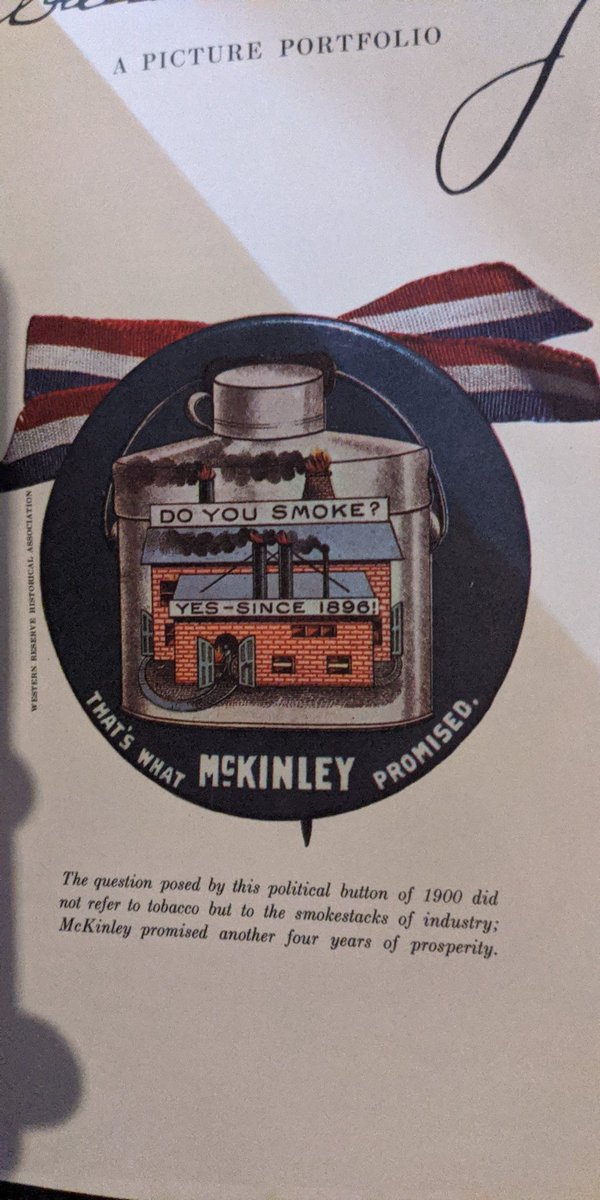 A PICTURE PORTFOLIO
WESTERN RESERVE HISTORICAL ASSOCIATION
DO YOU SMOKE?
YES-SINCE 1896!
THAT'S WHAT McKINLEY PROMISED.
The question posed by this political button of 1900 did
not refer to tobacco but to the smokestacks of industry;
McKinley promised another four years of prosperity.